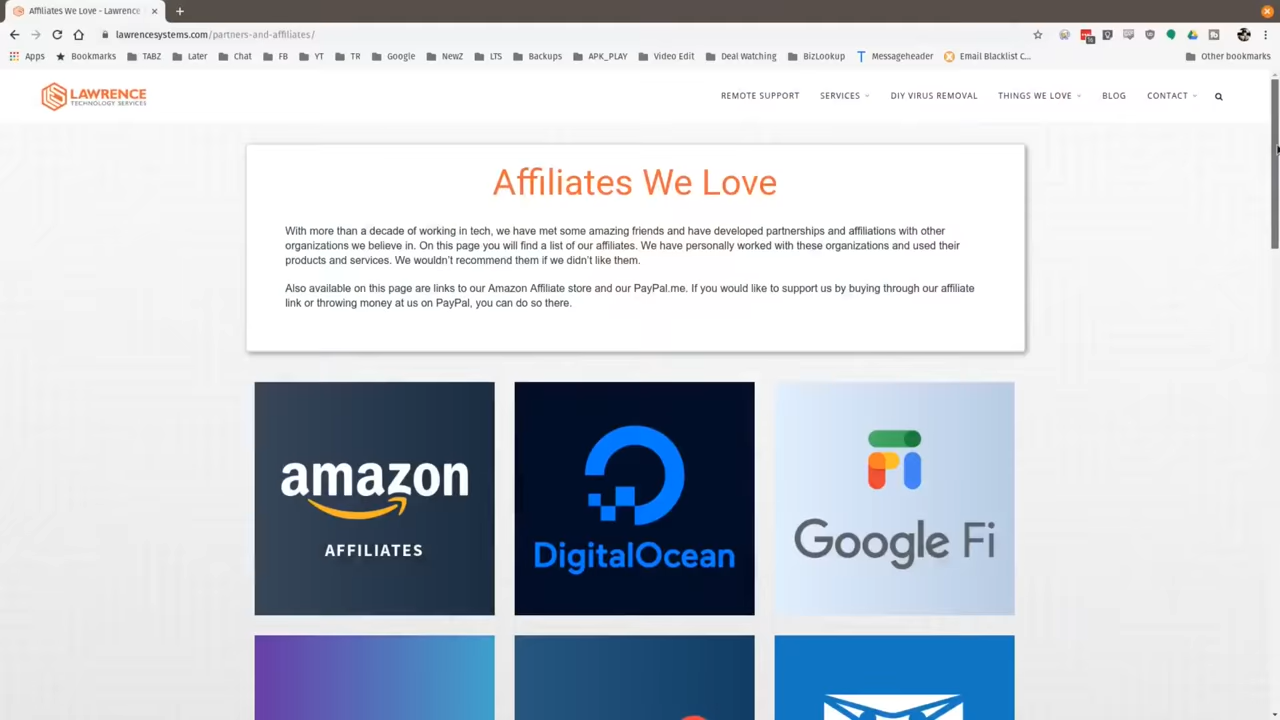 Affiliates We Love - Lawrence
lawrencesystems.com/partners-and-affiliates/
Apps Bookmarks TABZ Later Chat FB YT TR Google NewZ LTS Backups APK_PLAY Video Edit Deal Watching BizLookup Messageheader Email Blacklist C... Other bookmarks
LAWRENCE
TECHNOLOGY SERVICES
REMOTE SUPPORT SERVICES DIY VIRUS REMOVAL THINGS WE LOVE BLOG CONTACT
Affiliates We Love
With more than a decade of working in tech, we have met some amazing friends and have developed partnerships and affiliations with other
organizations we believe in. On this page you will find a list of our affiliates. We have personally worked with these organizations and used their
products and services. We wouldn't recommend them if we didn't like them.
Also available on this page are links to our Amazon Affiliate store and our PayPal.me. If you would like to support us by buying through our affiliate
link or throwing money at us on PayPal, you can do so there.
amazon
AFFILIATES
DigitalOcean
Google Fi